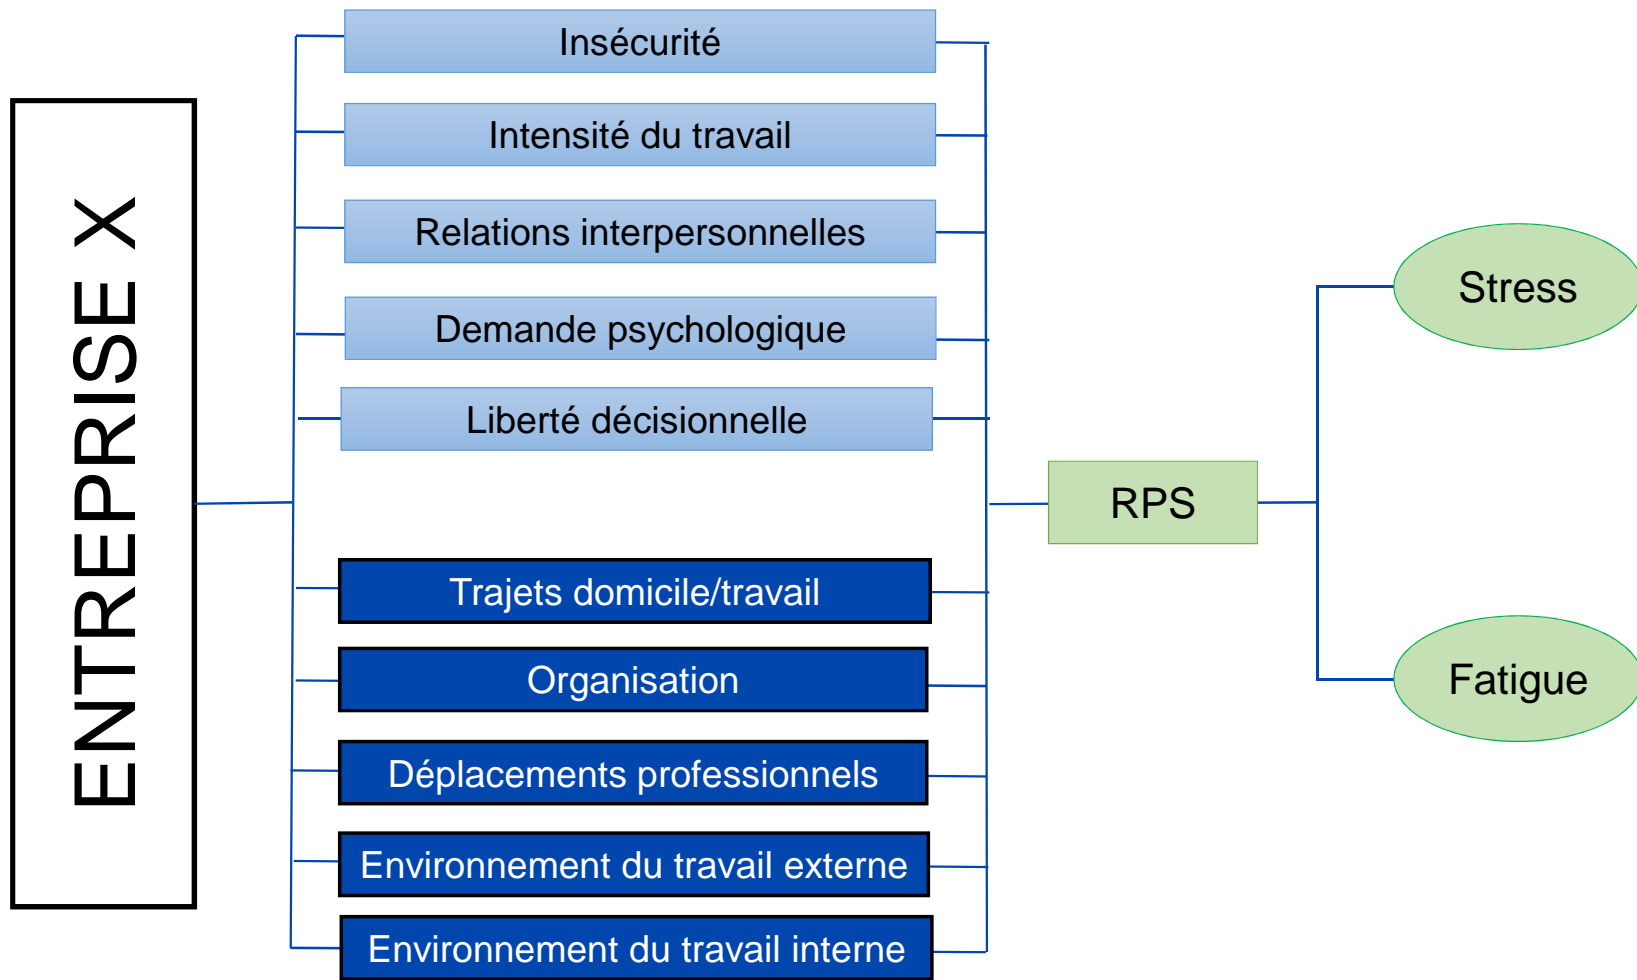 ENTREPRISE X
Insécurité
Intensité du travail
Relations interpersonnelles
Demande psychologique
Liberté décisionnelle
Trajets domicile/travail
Organisation
Déplacements professionnels
Environnement du travail externe
Environnement du travail interne
RPS
Stress
Fatigue